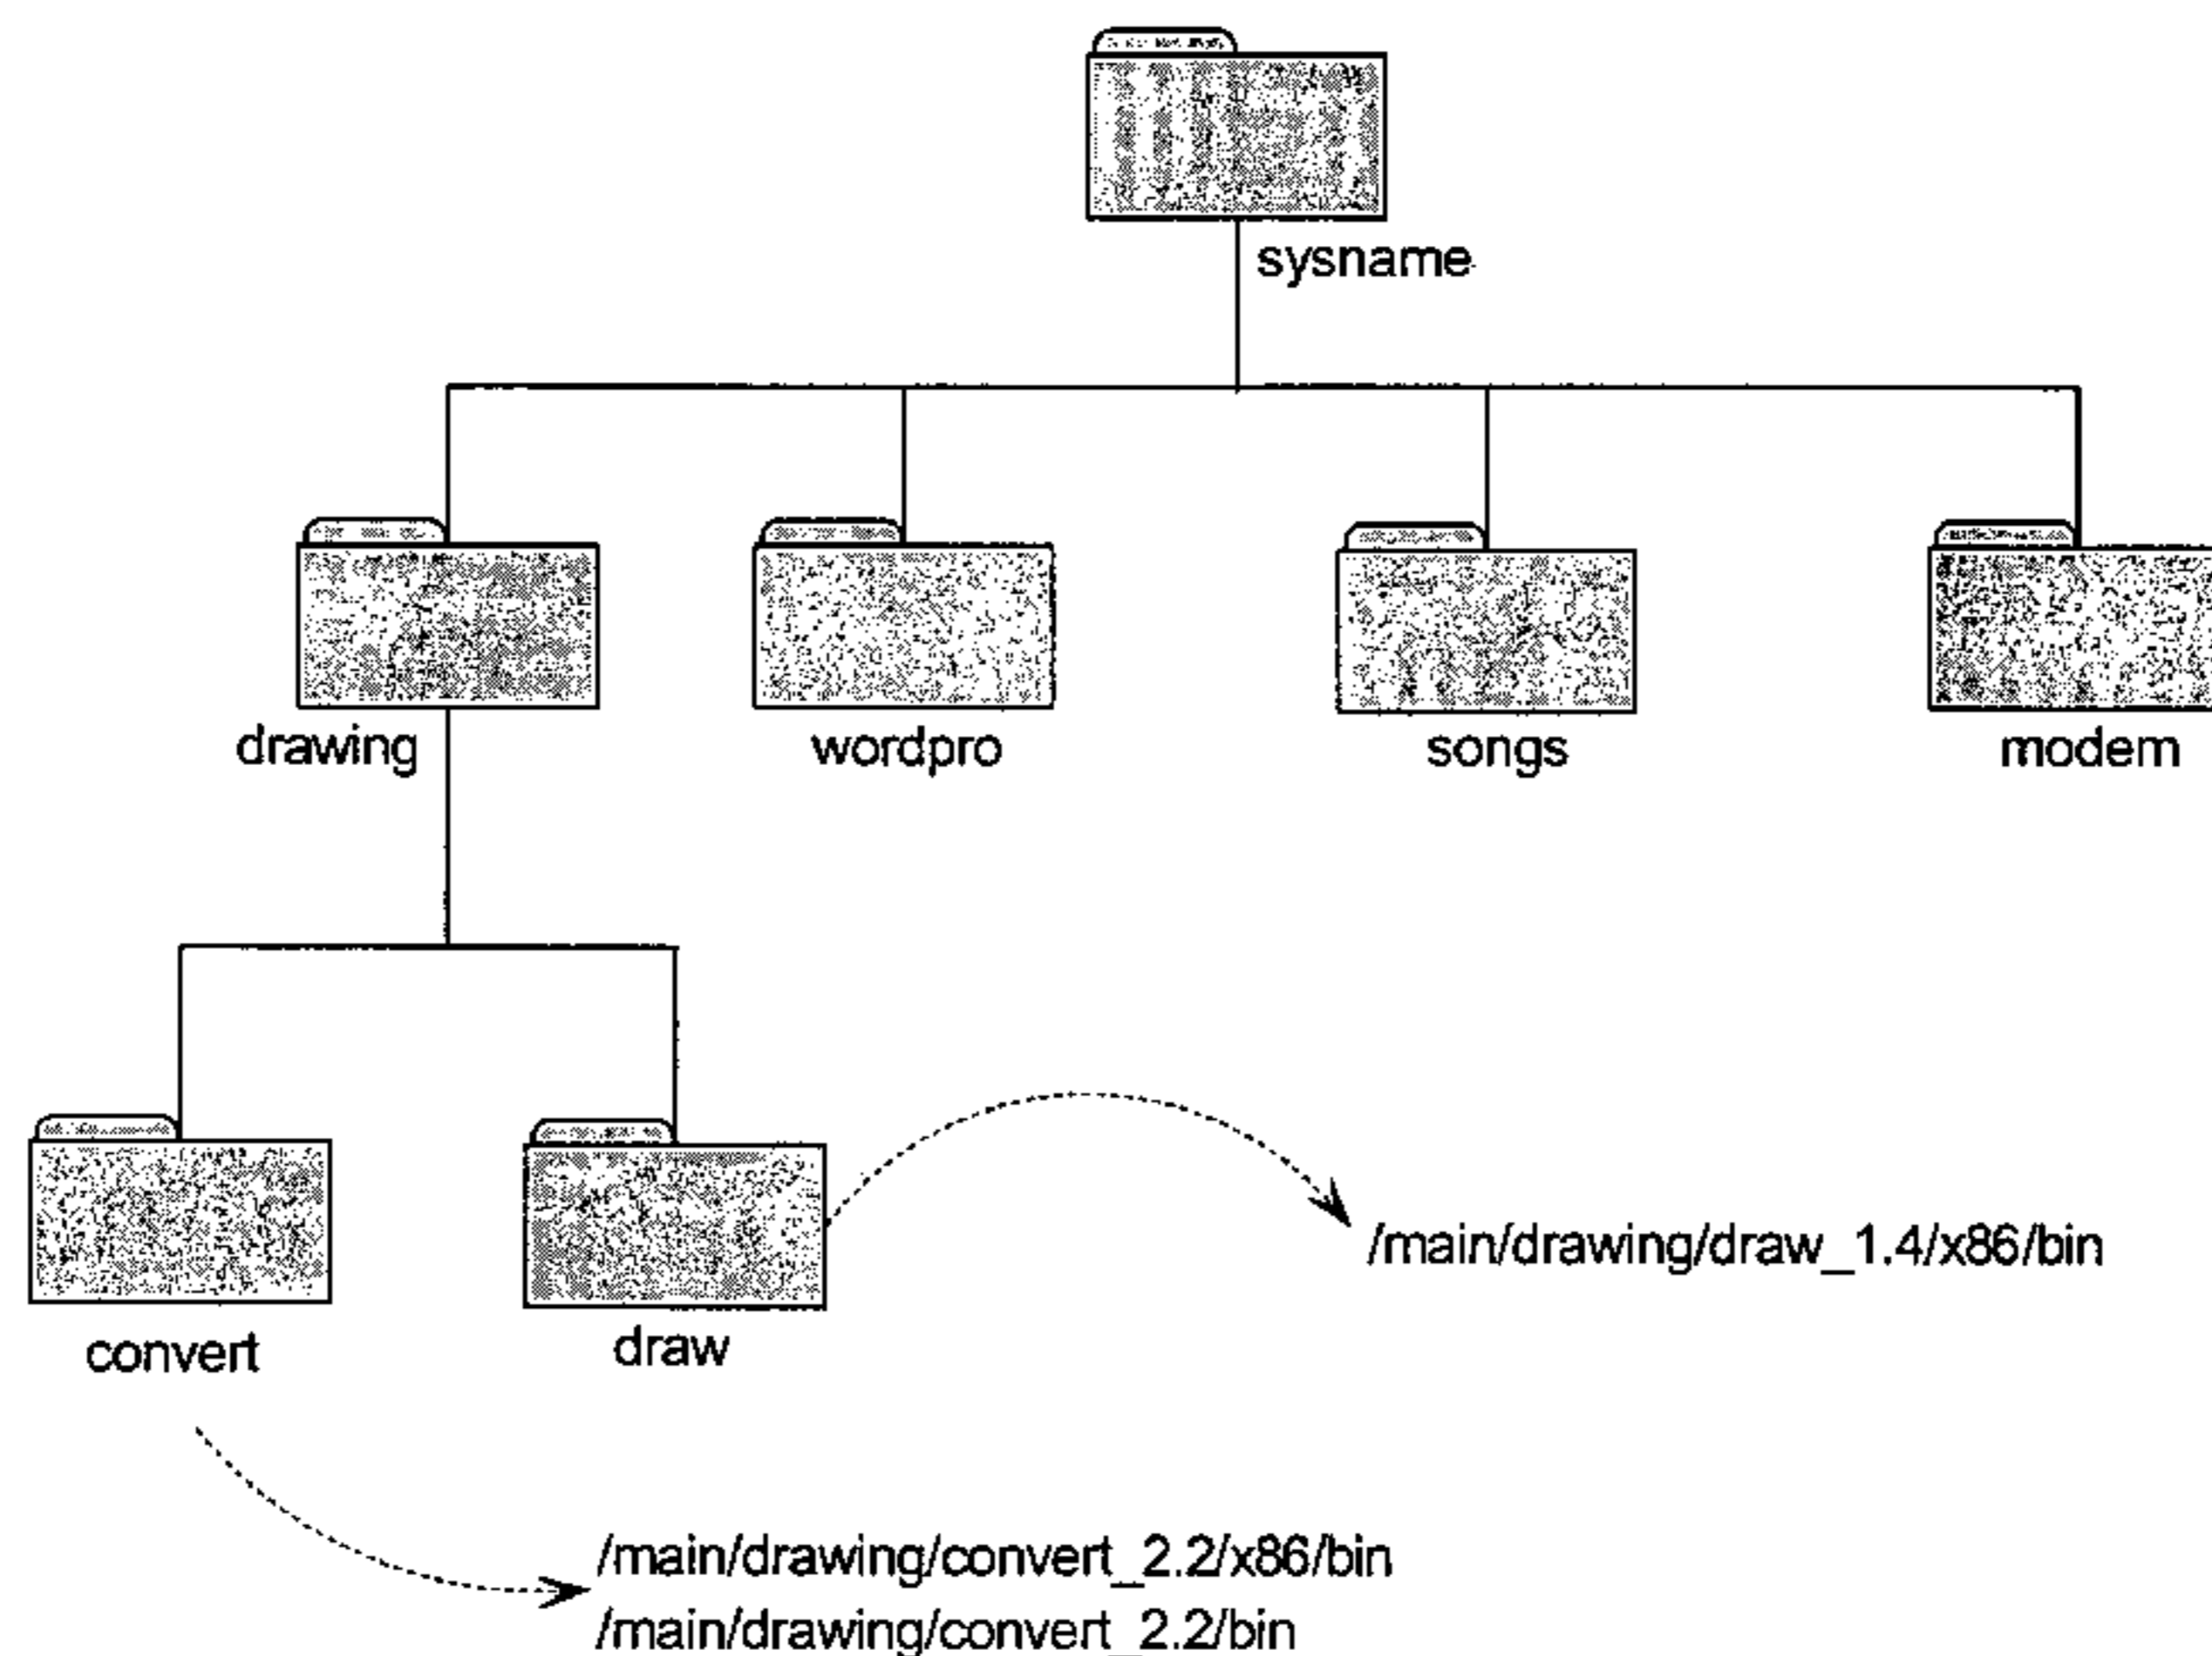 sysname
drawing
wordpro
songs
modem
/main/drawing/draw_1.4/x86/bin
convert
draw
/main/drawing/convert_2.2/x86/bin
/main/drawing/convert_2.2/bin